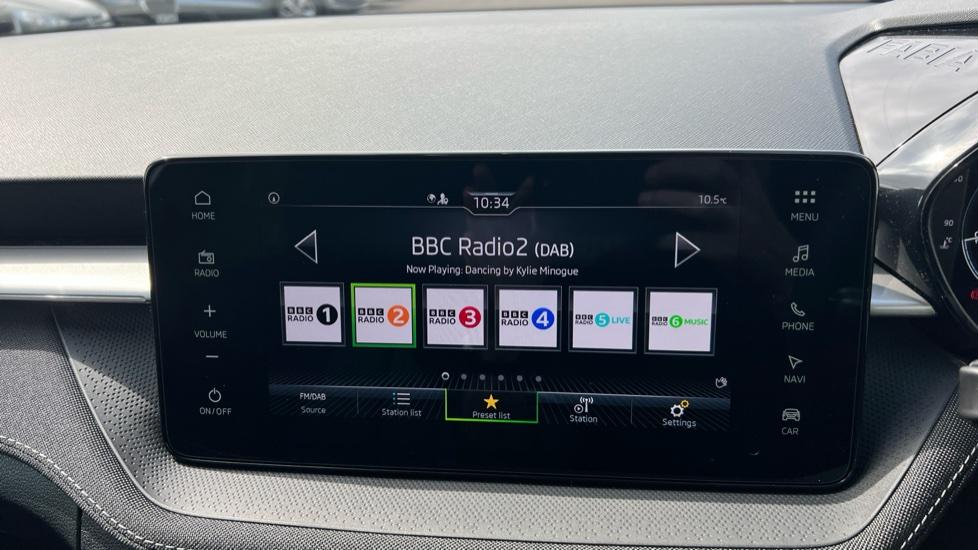 FABIA
HOME
10:34
10.5°C
MENU
BBC Radio2 (DAB)
Now Playing: Dancing by Kylie Minogue
RADIO
MEDIA
BBC RADIO 1
BBC RADIO 2
BBC RADIO 3
BBC RADIO 4
BBC RADIO 5 LIVE
BBC RADIO 6 MUSIC
+
VOLUME
−
PHONE
NAVI
ON/OFF
FM/DAB
Source
Station list
Preset list
Station
Settings
CAR
90